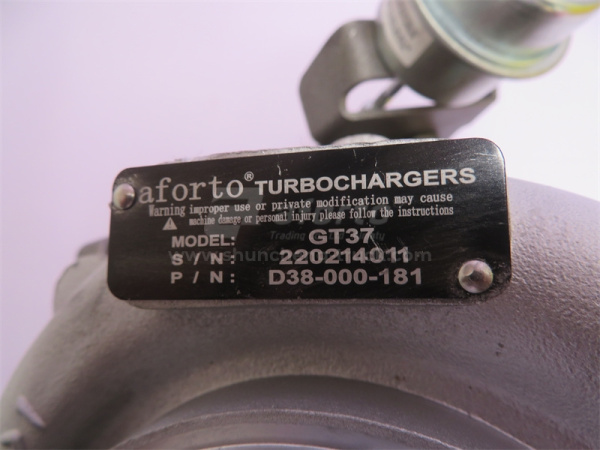 aforto® TURBOCHARGERS
Warning improper use or private modification may cause
machine damage or personal injury please follow the instructions
MODEL: GT37
S / N: 220214011
P / N: D38-000-181